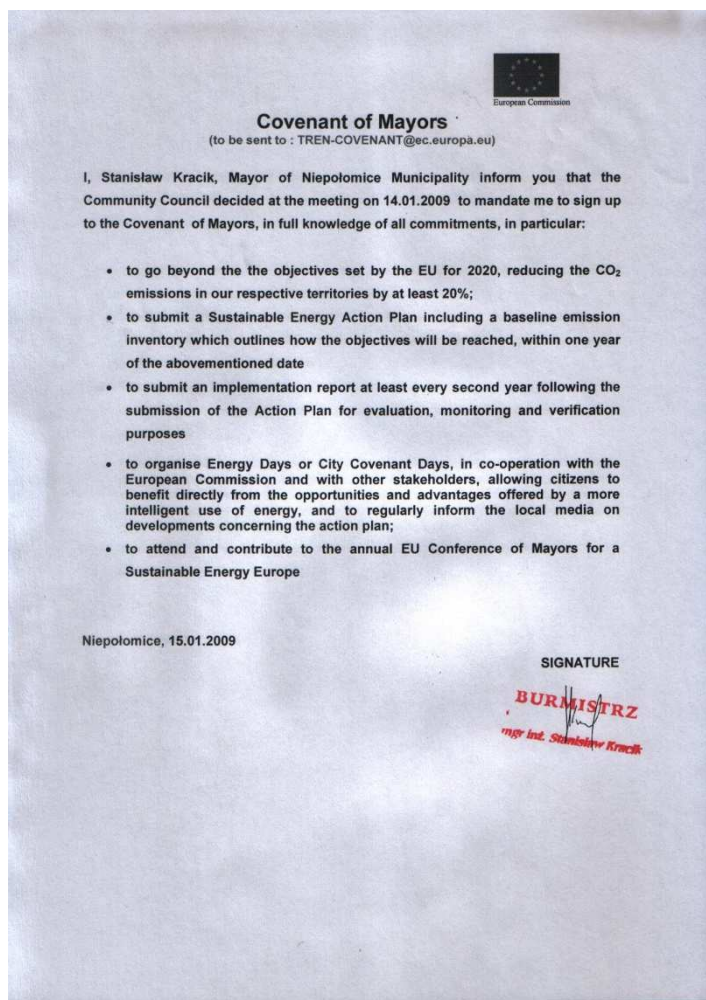 European Commission
Covenant of Mayors
(to be sent to : TREN-COVENANT@ec.europa.eu)
I, Stanisław Kracik, Mayor of Niepołomice Municipality inform you that the
Community Council decided at the meeting on 14.01.2009 to mandate me to sign up
to the Covenant of Mayors, in full knowledge of all commitments, in particular:
• to go beyond the the objectives set by the EU for 2020, reducing the CO₂
emissions in our respective territories by at least 20%;
• to submit a Sustainable Energy Action Plan including a baseline emission
inventory which outlines how the objectives will be reached, within one year
of the abovementioned date
• to submit an implementation report at least every second year following the
submission of the Action Plan for evaluation, monitoring and verification
purposes
• to organise Energy Days or City Covenant Days, in co-operation with the
European Commission and with other stakeholders, allowing citizens to
benefit directly from the opportunities and advantages offered by a more
intelligent use of energy, and to regularly inform the local media on
developments concerning the action plan;
• to attend and contribute to the annual EU Conference of Mayors for a
Sustainable Energy Europe
Niepołomice, 15.01.2009
SIGNATURE
BURMISTRZ
mgr inż. Stanisław Kracik